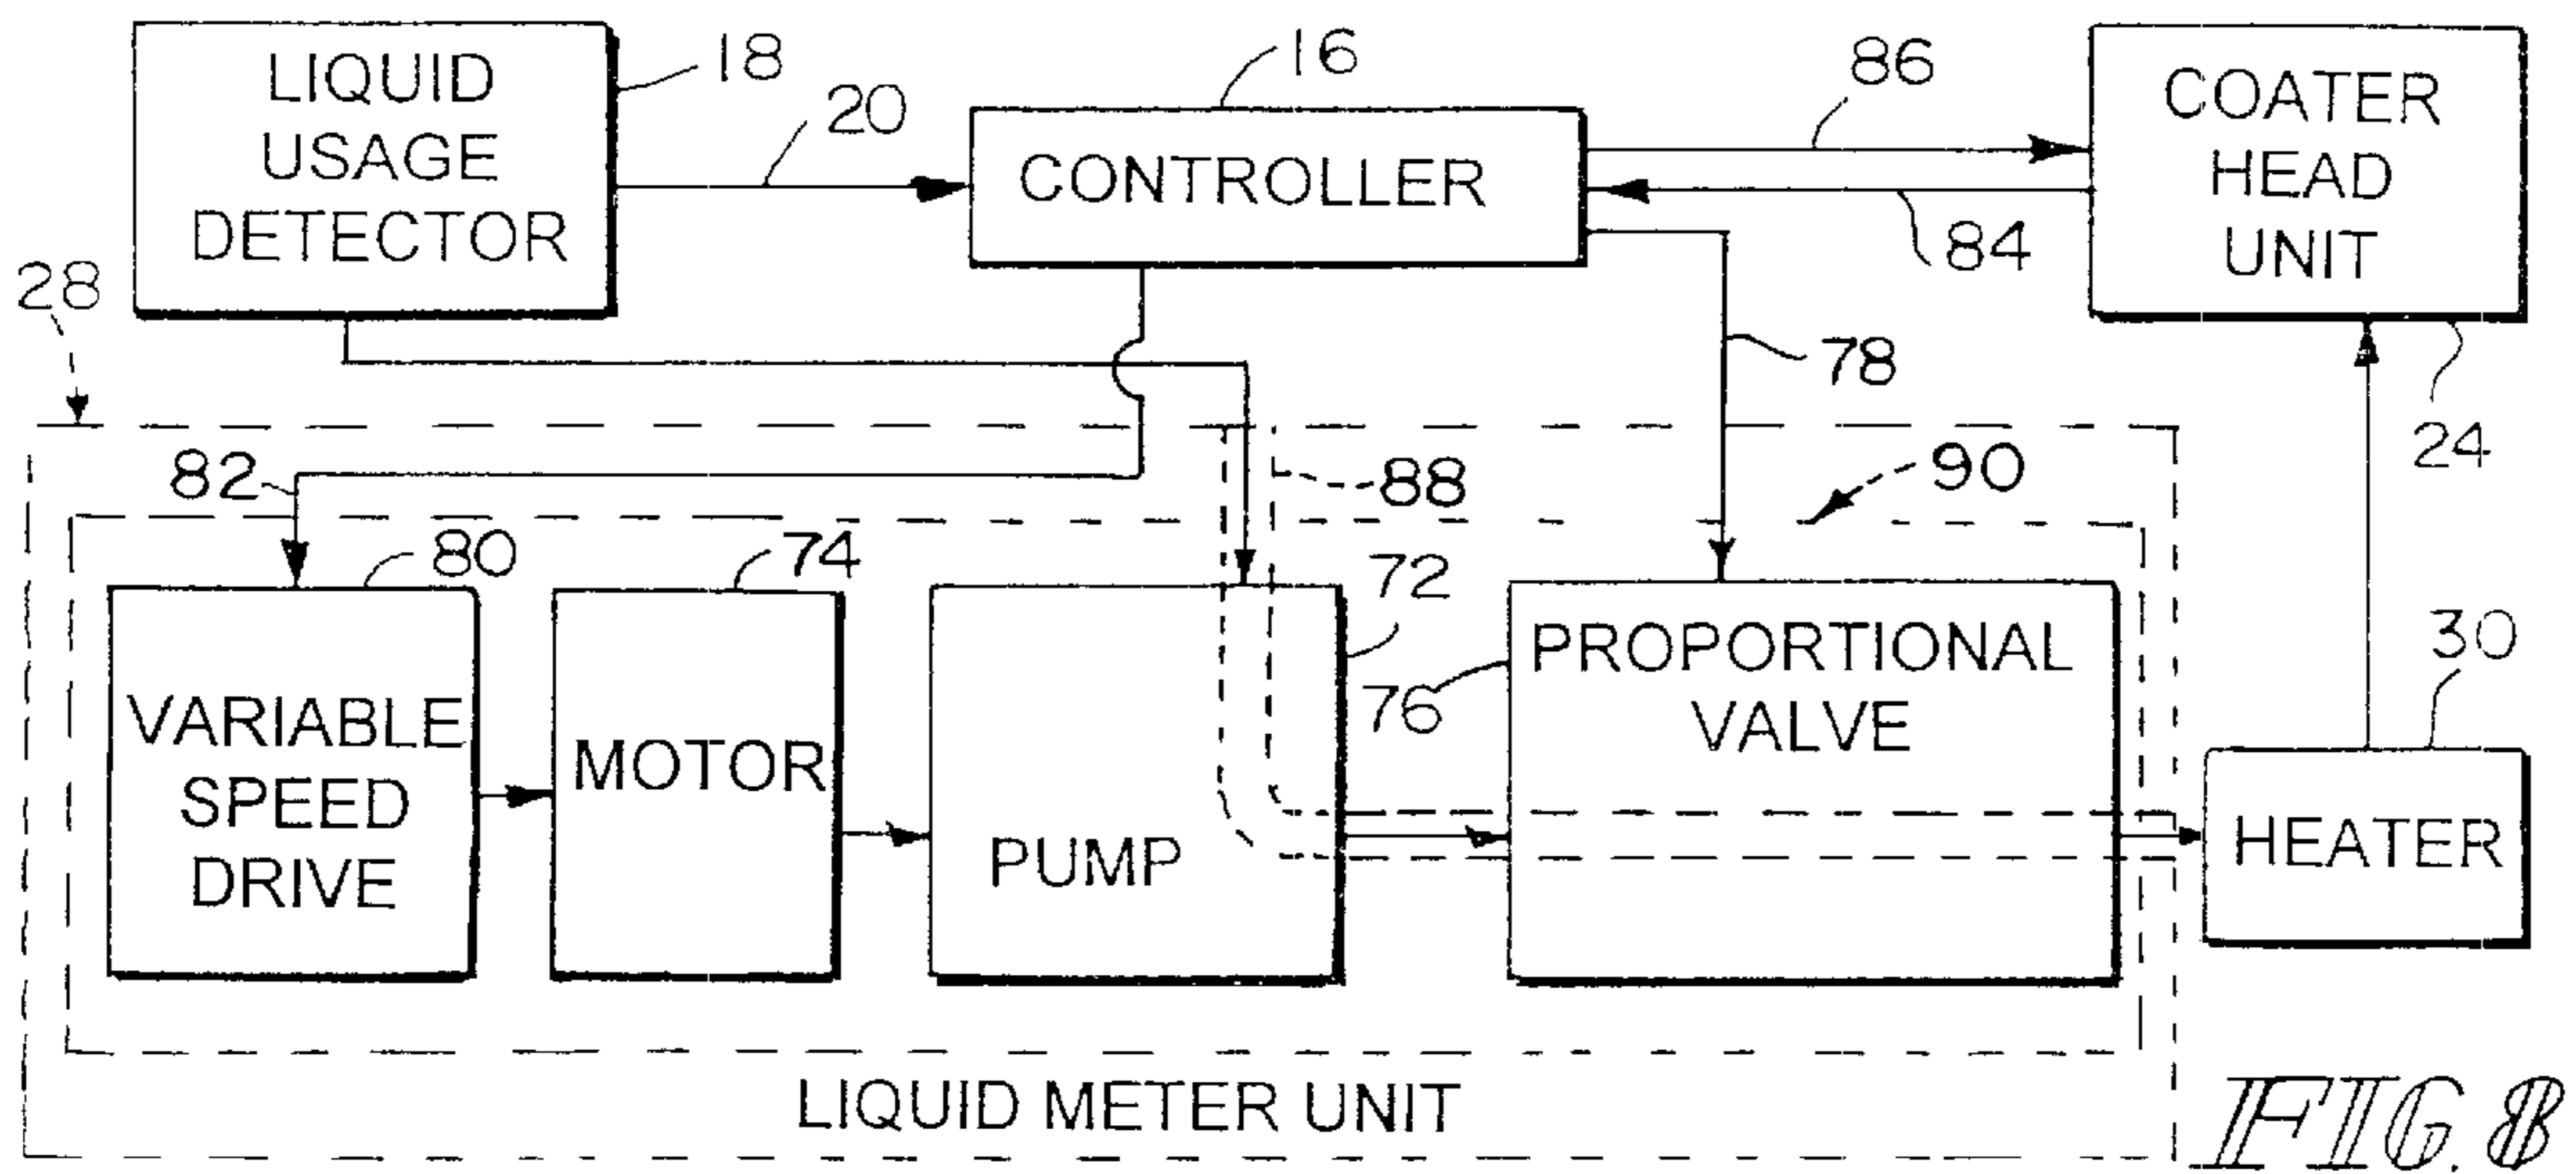 LIQUID
USAGE
DETECTOR
18
20
16
CONTROLLER
86
84
COATER
HEAD
UNIT
28
78
24
82
88
90
80
74
72
76
30
VARIABLE
SPEED
DRIVE
MOTOR
PUMP
PROPORTIONAL
VALVE
HEATER
LIQUID METER UNIT
FIG. 8